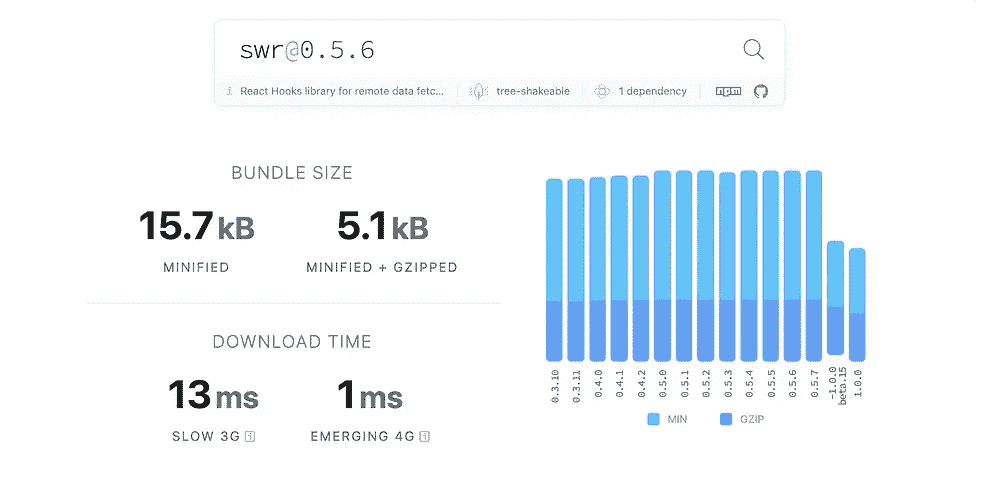 swr@0.5.6
React Hooks library for remote data fetc... tree-shakeable 1 dependency npm
BUNDLE SIZE
15.7 kB 5.1 kB
MINIFIED MINIFIED + GZIPPED
DOWNLOAD TIME
13 ms 1 ms
SLOW 3G EMERGING 4G
0.3.10 0.3.11 0.4.0 0.4.1 0.4.2 0.5.0 0.5.1 0.5.2 0.5.3 0.5.4 0.5.5 0.5.6 0.5.7 -1.0.0 beta.15 1.0.0
MIN GZIP